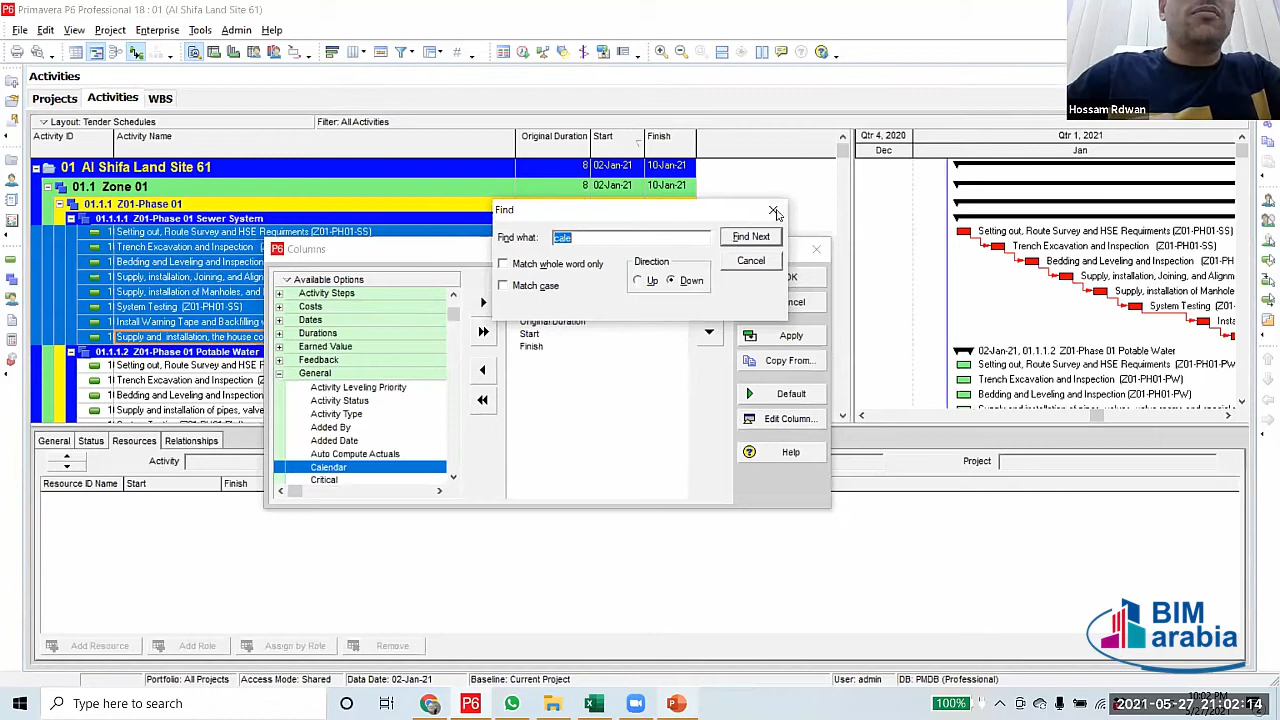 Primavera P6 Professional 18 : 01 (Al Shifa Land Site 61)
File Edit View Project Enterprise Tools Admin Help
Activities
Projects Activities WBS
Layout: Tender Schedules Filter: All Activities
Activity ID Activity Name Original Duration Start Finish Qtr 4, 2020 Qtr 1, 2021
Dec Jan
01 Al Shifa Land Site 61 8 02-Jan-21 10-Jan-21
01.1 Zone 01 8 02-Jan-21 10-Jan-21
01.1.1 Z01-Phase 01
01.1.1.1 Z01-Phase 01 Sewer System
Setting out, Route Survey and HSE Requirements (Z01-PH01-SS)
Trench Excavation and Inspection
Bedding and Leveling and Inspection
Supply, installation, Joining, and
Supply, installation of Manholes, and
System Testing (Z01-PH01-SS)
Install Warning Tape and Backfilling
Supply and installation, the house co
01.1.1.2 Z01-Phase 01 Potable Water
Setting out, Route Survey and HSE R
Trench Excavation and Inspection
Bedding and Leveling and Inspection
Supply and installation of pipes, valve
Setting out, Route Survey and HSE Requirements (Z01-PH01-SS)
Trench Excavation and Inspection (Z01-PH01-SS)
Bedding and Leveling and Inspection (Z01-PH
Supply, installation, Joining, and Alignm
Supply, installation of Manhol
System Testing (Z01-PH01
Instal
02-Jan-21, 01.1.1.2 Z01-Phase 01 Potable Water
Setting out, Route Survey and HSE Requirements (Z01-PH01-PW)
Trench Excavation and Inspection (Z01-PH01-PW)
Bedding and Leveling and Inspection (Z01-PH01-PW)
Find
Find what: cale Find Next
Match whole word only Direction Cancel
Match case Up Down
Columns
Available Options
Activity Steps
Costs
Dates
Durations
Earned Value
Feedback
General
Activity Leveling Priority
Activity Status
Activity Type
Added By
Added Date
Auto Compute Actuals
Calendar
Critical
Original Duration
Start
Finish
Apply
Copy From...
Default
Edit Column...
Help
General Status Resources Relationships
Activity Project
Resource ID Name Start Finish
Add Resource Add Role Assign by Role Remove
Portfolio: All Projects Access Mode: Shared Data Date: 02-Jan-21 Baseline: Current Project User: admin DB: PMDB (Professional)
Type here to search
100%
2021-05-27 21:02:14
Hossam Rdwan
BIM
arabia